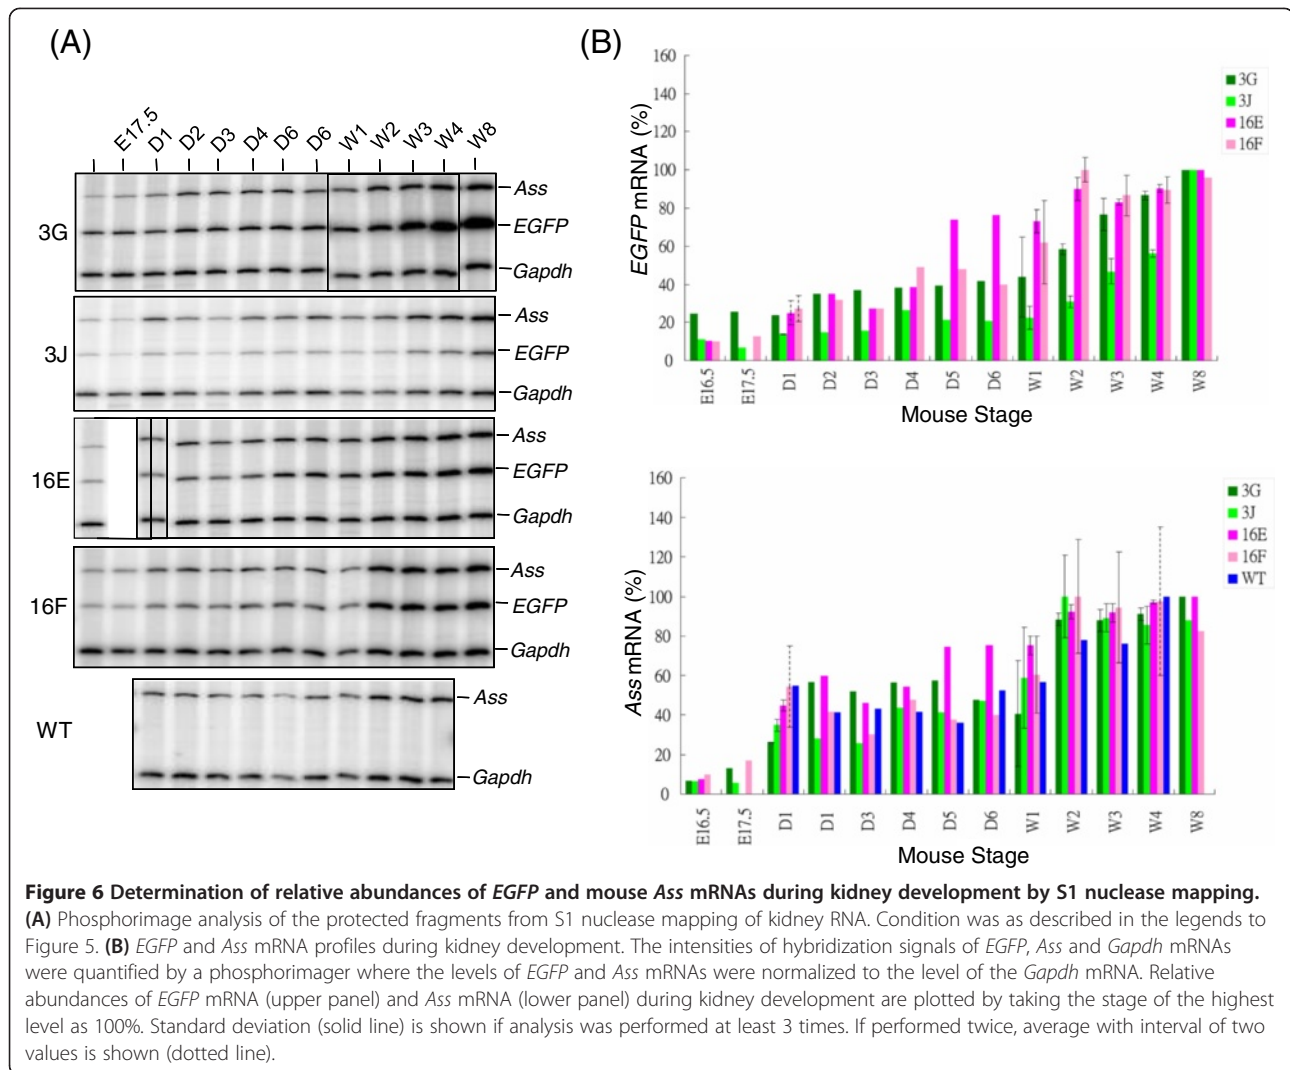 (A)
E17.5 D1 D2 D3 D4 D6 D6 W1 W2 W3 W4 W8
3G
Ass
EGFP
Gapdh
3J
Ass
EGFP
Gapdh
16E
Ass
EGFP
Gapdh
16F
Ass
EGFP
Gapdh
WT
Ass
Gapdh
(B)
EGFP mRNA (%)
160
140
120
100
80
60
40
20
0
3G
3J
16E
16F
E16.5 E17.5 D1 D2 D3 D4 D5 D6 W1 W2 W3 W4 W8
Mouse Stage
Ass mRNA (%)
160
140
120
100
80
60
40
20
0
3G
3J
16E
16F
WT
E16.5 E17.5 D1 D1 D3 D4 D5 D6 W1 W2 W3 W4 W8
Mouse Stage
Figure 6 Determination of relative abundances of EGFP and mouse Ass mRNAs during kidney development by S1 nuclease mapping.
(A) Phosphorimage analysis of the protected fragments from S1 nuclease mapping of kidney RNA. Condition was as described in the legends to
Figure 5. (B) EGFP and Ass mRNA profiles during kidney development. The intensities of hybridization signals of EGFP, Ass and Gapdh mRNAs
were quantified by a phosphorimager where the levels of EGFP and Ass mRNAs were normalized to the level of the Gapdh mRNA. Relative
abundances of EGFP mRNA (upper panel) and Ass mRNA (lower panel) during kidney development are plotted by taking the stage of the highest
level as 100%. Standard deviation (solid line) is shown if analysis was performed at least 3 times. If performed twice, average with interval of two
values is shown (dotted line).